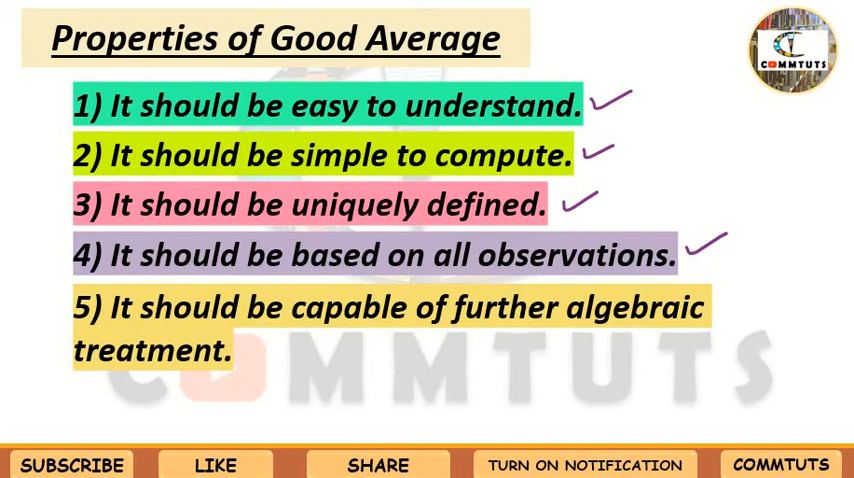 Properties of Good Average
COMMTUTS
1) It should be easy to understand.
2) It should be simple to compute.
3) It should be uniquely defined.
4) It should be based on all observations.
5) It should be capable of further algebraic
treatment.
COMMTUTS
SUBSCRIBE
LIKE
SHARE
TURN ON NOTIFICATION
COMMTUTS